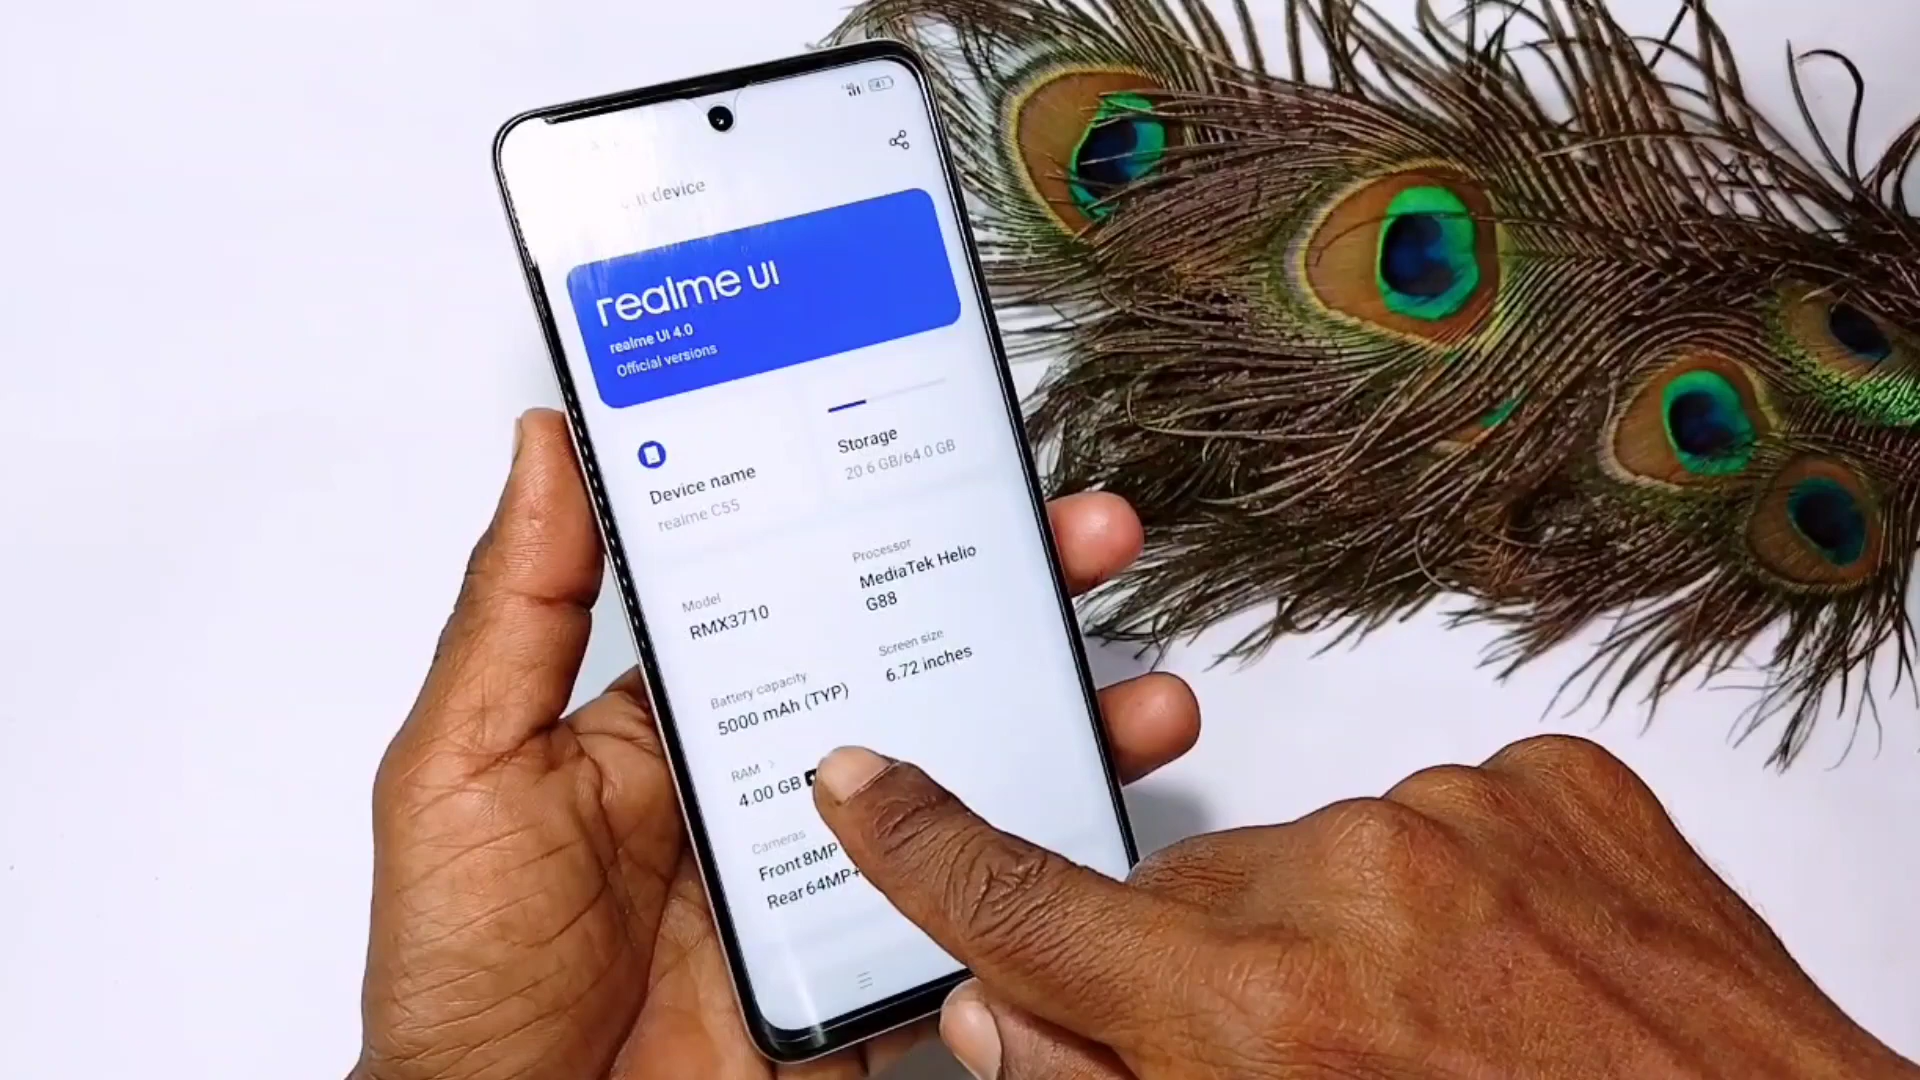 device
realme UI
realme UI 4.0
Official versions
Device name
realme C55
Storage
20.6 GB/64.0 GB
Model
RMX3710
Processor
MediaTek Helio
G88
Battery capacity
5000 mAh (TYP)
Screen size
6.72 inches
RAM
4.00 GB
Cameras
Front 8MP
Rear 64MP+